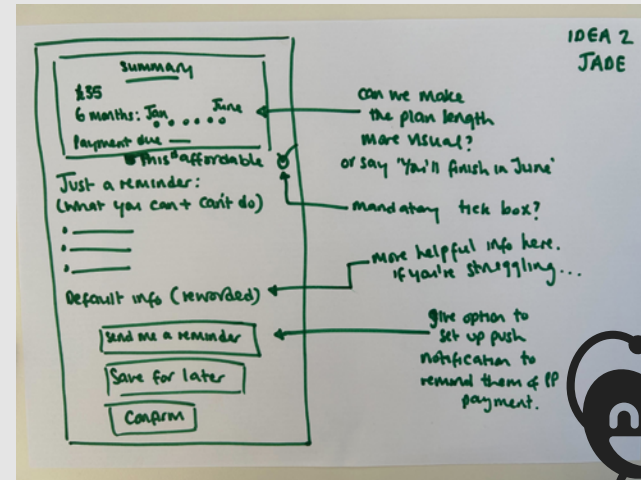 IDEA 2
JADE
Summary
£35
6 months: Jan June
Payment due
This is affordable
Just a reminder:
(What you can + can't do)
Default info (reworded)
Send me a reminder
Save for later
Confirm
can we make
the plan length
more visual?
or say "You'll finish in June"
mandatory tick box?
More helpful info here.
if you're struggling...
give option to
set up push
notification to
remind them of PP
payment.